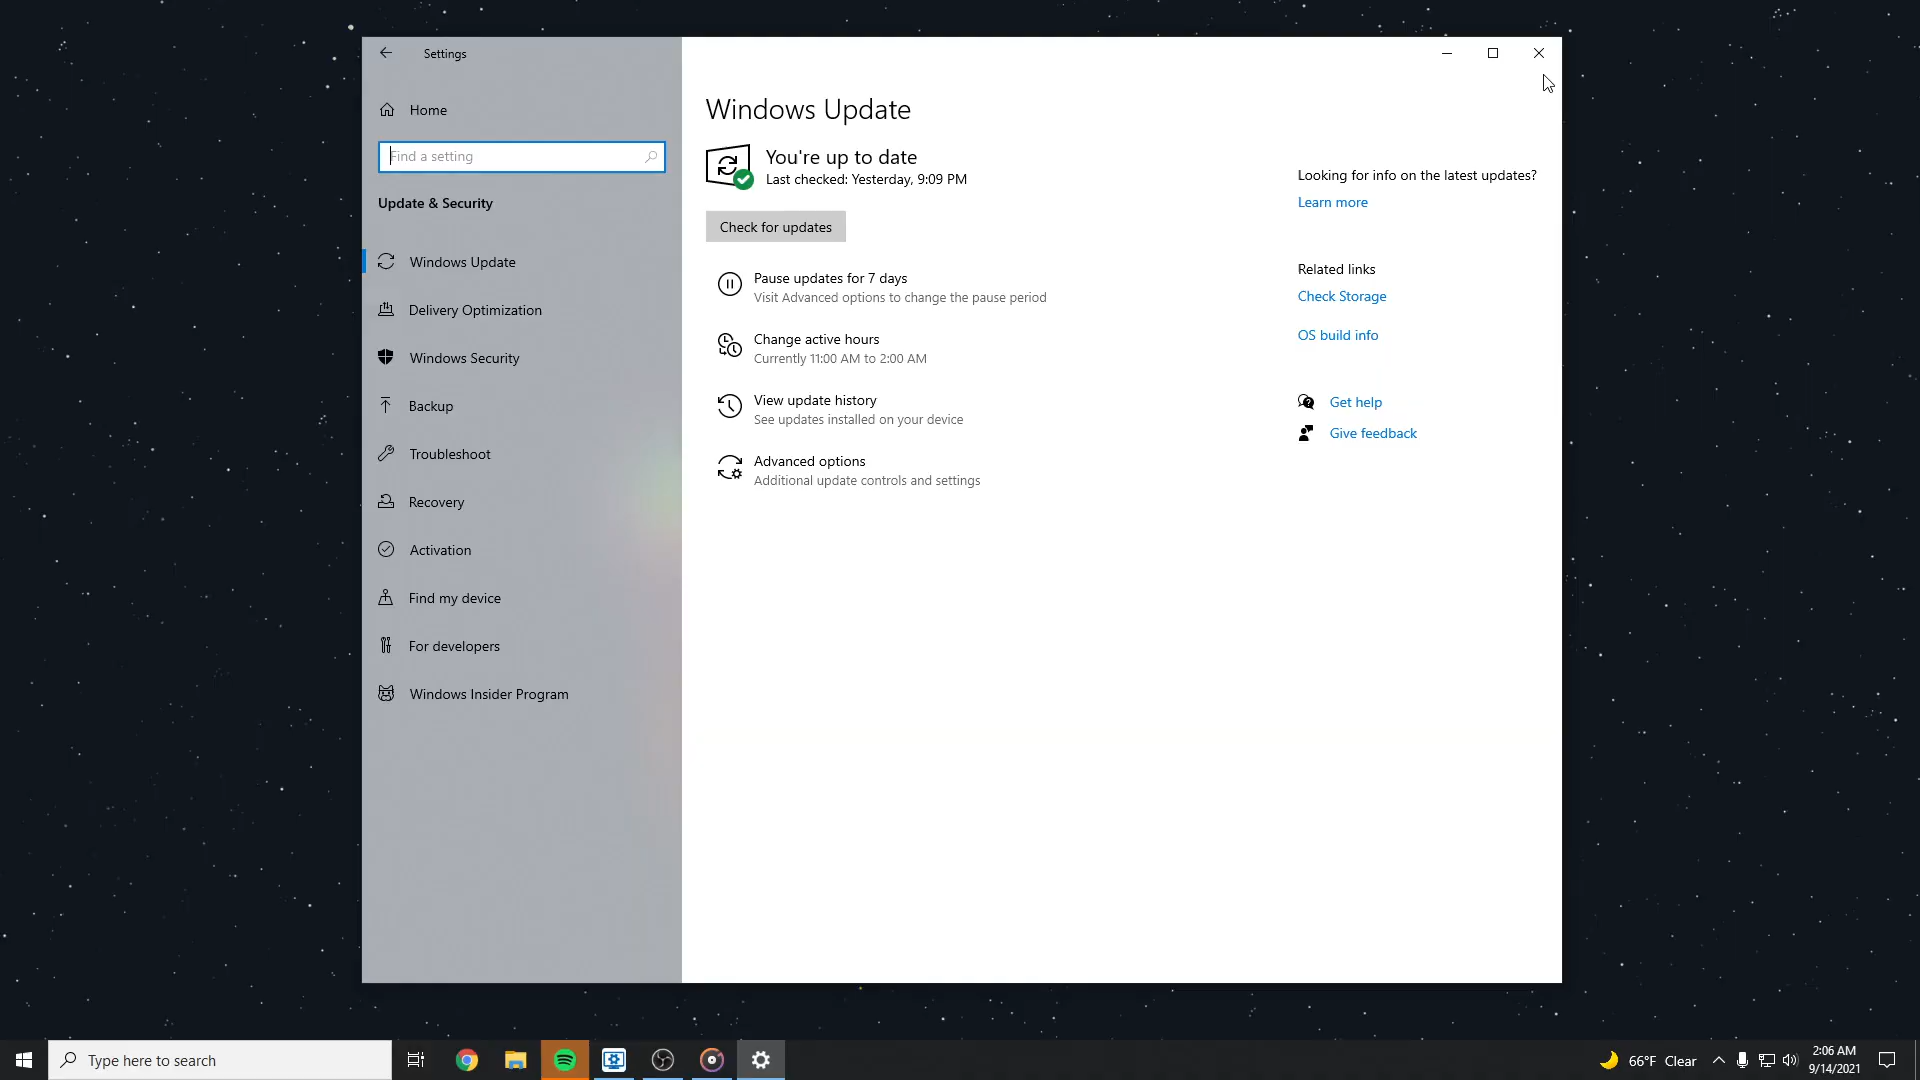 Settings
Home
Find a setting
Update & Security
Windows Update
Delivery Optimization
Windows Security
Backup
Troubleshoot
Recovery
Activation
Find my device
For developers
Windows Insider Program
Windows Update
You're up to date
Last checked: Yesterday, 9:09 PM
Check for updates
Pause updates for 7 days
Visit Advanced options to change the pause period
Change active hours
Currently 11:00 AM to 2:00 AM
View update history
See updates installed on your device
Advanced options
Additional update controls and settings
Looking for info on the latest updates?
Learn more
Related links
Check Storage
OS build info
Get help
Give feedback
Type here to search
66°F Clear
2:06 AM
9/14/2021